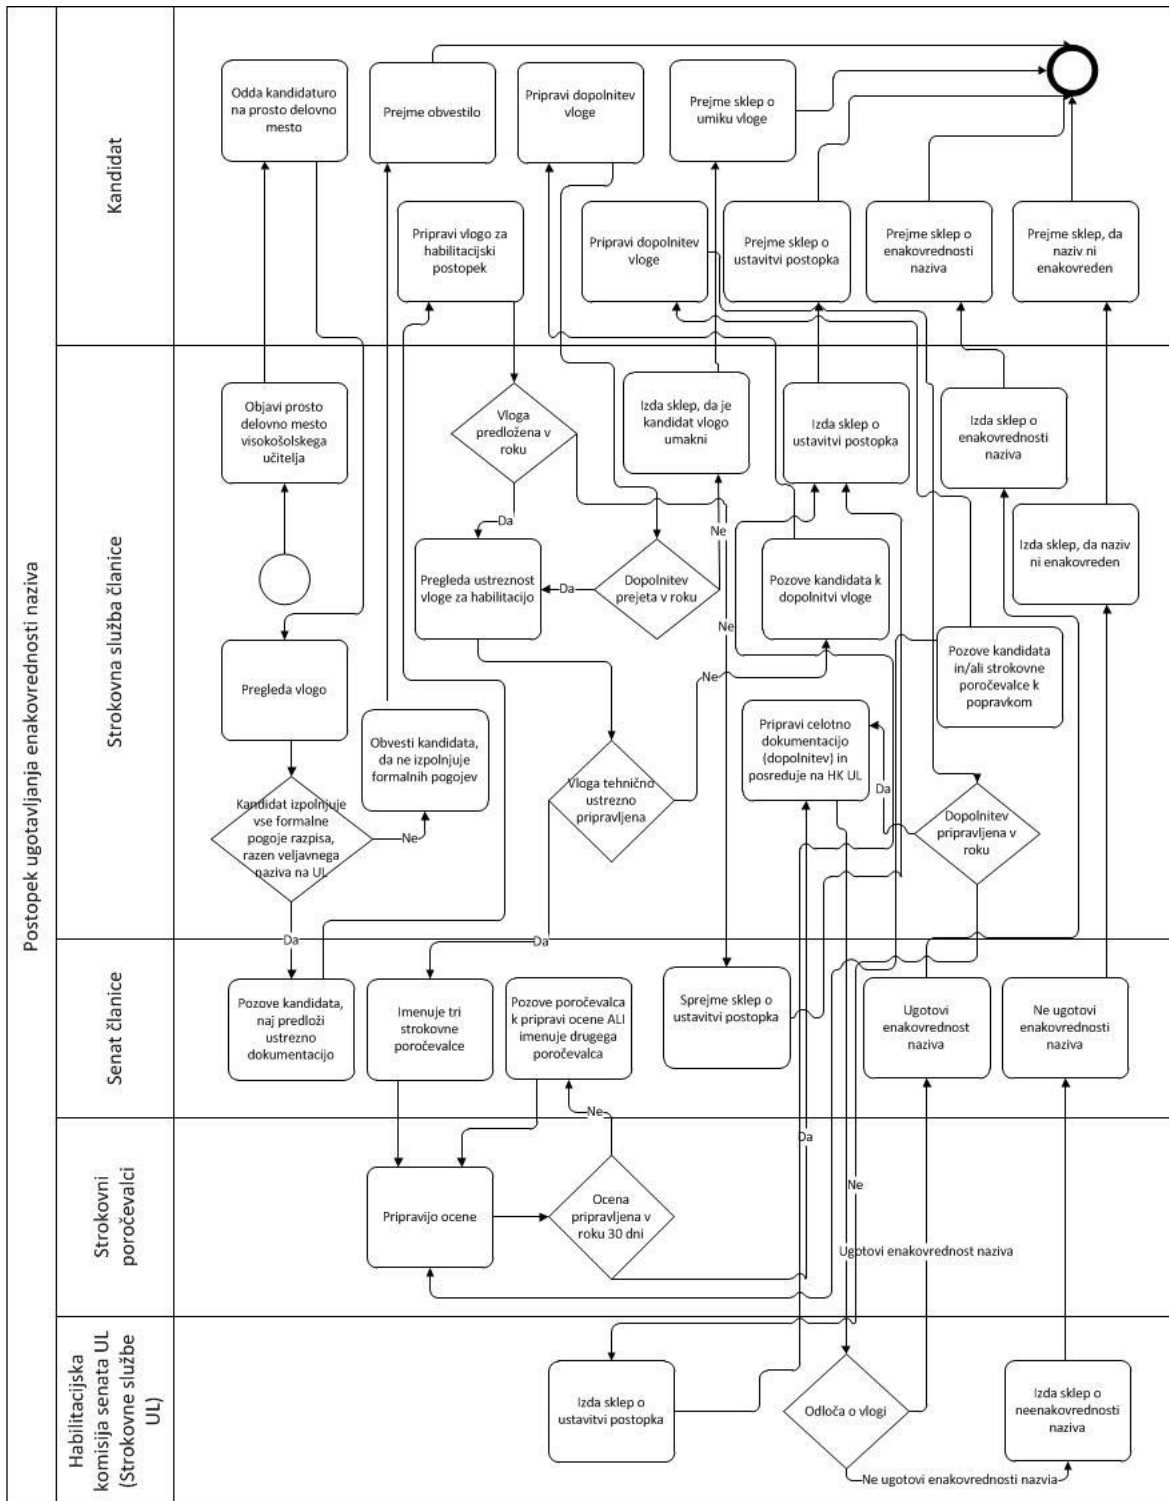 Postopek ugotavljanja enakovrednosti naziva
Kandidat
Odda kandidaturo
na prosto delovno
mesto
Prejme obvestilo
Pripravi dopolnitev
vloge
Prejme sklep o
umiku vloge
Pripravi vlogo za
habilitacijski
postopek
Pripravi dopolnitev
vloge
Prejme sklep o
ustavitvi postopka
Prejme sklep o
enakovrednosti
naziva
Prejme sklep, da
naziv ni
enakovreden
Strokovna služba članice
Objavi prosto
delovno mesto
visokošolskega
učitelja
Vloga
predložena v
roku
Izda sklep, da je
kandidat vlogo
umakni
Izda sklep o
ustavitvi postopka
Izda sklep o
enakovrednosti
naziva
Da
Ne
Ne
Izda sklep, da naziv
ni enakovreden
Pregleda ustreznost
vloge za habilitacijo
Da
Dopolnitev
prejeta v roku
Pozove kandidata k
dopolnitvi vloge
Ne
Pregleda vlogo
Ne
Pozove kandidata
in/ali strokovne
poročevalce k
popravkom
Obvesti kandidata,
da ne izpolnjuje
formalnih pogojev
Vloga tehnično
ustrezno
pripravljena
Pripravi celotno
dokumentacijo
(dopolnitev) in
posreduje na HK UL
Da
Kandidat izpolnjuje
vse formalne
pogoje razpisa,
razen veljavnega
naziva na UL
Ne
Dopolnitev
pripravljena v
roku
Da
Da
Senat članice
Pozove kandidata,
naj predloži
ustrezno
dokumentacijo
Imenuje tri
strokovne
poročevalce
Pozove poročevalca
k pripravi ocene ALI
imenuje drugega
poročevalca
Sprejme sklep o
ustavitvi postopka
Ugotovi
enakovrednost
naziva
Ne ugotovi
enakovrednosti
naziva
Ne
Da
Strokovni
poročevalci
Pripravijo ocene
Ocena
pripravljena v
roku 30 dni
Ne
Ugotovi enakovrednost naziva
Habilitacijska
komisija senata UL
(Strokovne službe
UL)
Izda sklep o
ustavitvi postopka
Odloča o vlogi
Izda sklep o
neenakovrednosti
naziva
Ne ugotovi enakovrednosti nazvia